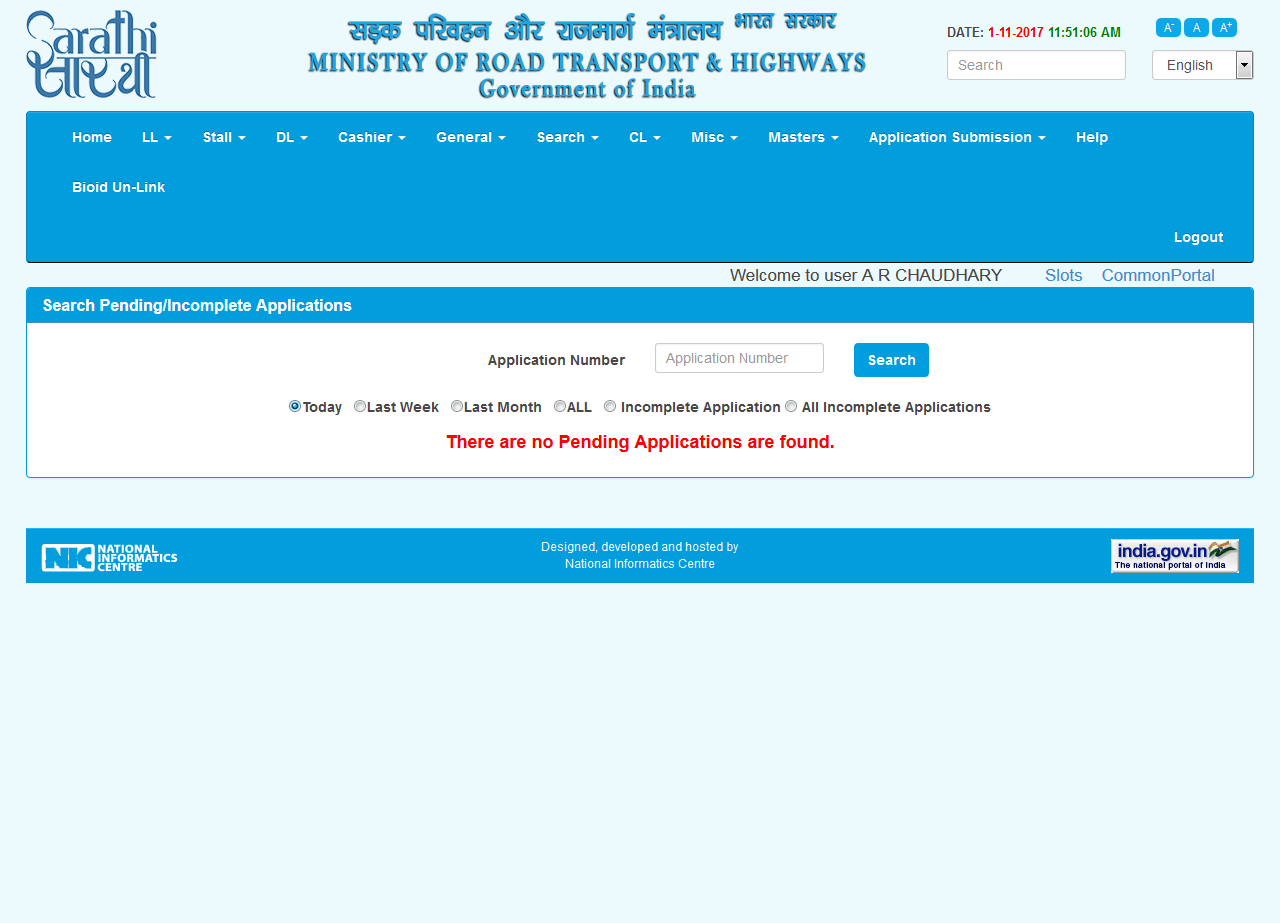 Sarathi
सारथी
सड़क परिवहन और राजमार्ग मंत्रालय भारत सरकार
MINISTRY OF ROAD TRANSPORT & HIGHWAYS
Government of India
DATE: 1-11-2017 11:51:06 AM
A- A A+
Search
English
Home LL Stall DL Cashier General Search CL Misc Masters Application Submission Help
Bioid Un-Link
Logout
Welcome to user A R CHAUDHARY Slots CommonPortal
Search Pending/Incomplete Applications
Application Number Application Number Search
Today Last Week Last Month ALL Incomplete Application All Incomplete Applications
There are no Pending Applications are found.
NIC NATIONAL INFORMATICS CENTRE
Designed, developed and hosted by
National Informatics Centre
india.gov.in
The national portal of India